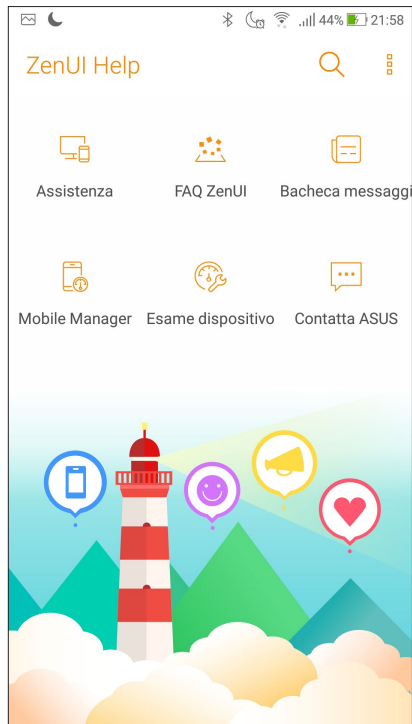 44% 21:58
ZenUI Help
Assistenza FAQ ZenUI Bacheca messaggi
Mobile Manager Esame dispositivo Contatta ASUS